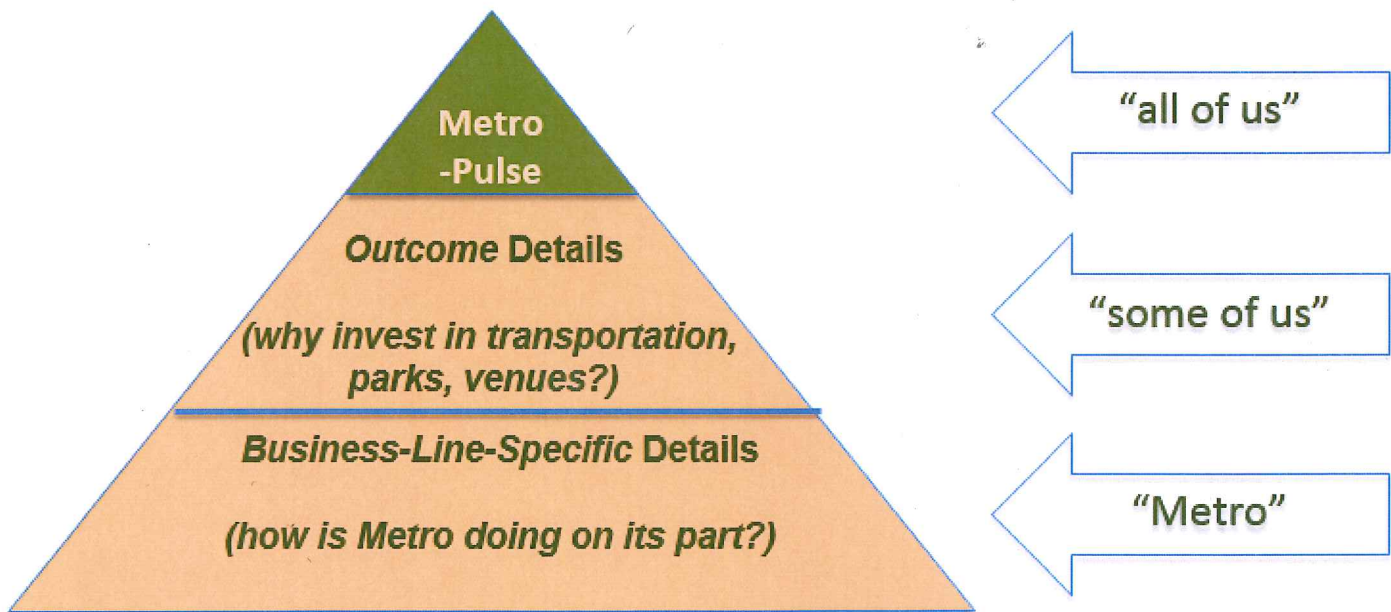 Metro
-Pulse
"all of us"
Outcome Details
(why invest in transportation,
parks, venues?)
"some of us"
Business-Line-Specific Details
(how is Metro doing on its part?)
"Metro"